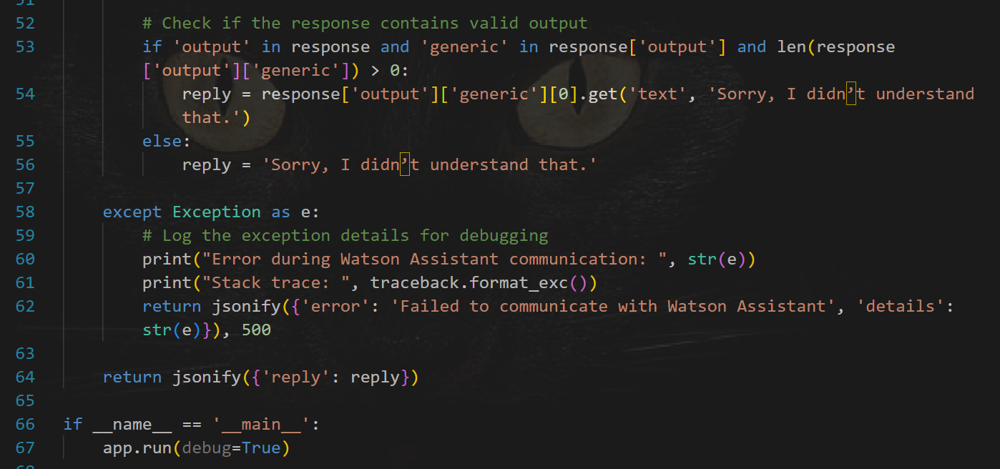 52 # Check if the response contains valid output
53 if 'output' in response and 'generic' in response['output'] and len(response
['output']['generic']) > 0:
54 reply = response['output']['generic'][0].get('text', 'Sorry, I didn’t understand
that.')
55 else:
56 reply = 'Sorry, I didn’t understand that.'
57
58 except Exception as e:
59 # Log the exception details for debugging
60 print("Error during Watson Assistant communication: ", str(e))
61 print("Stack trace: ", traceback.format_exc())
62 return jsonify({'error': 'Failed to communicate with Watson Assistant', 'details':
str(e)}), 500
63
64 return jsonify({'reply': reply})
65
66 if __name__ == '__main__':
67 app.run(debug=True)